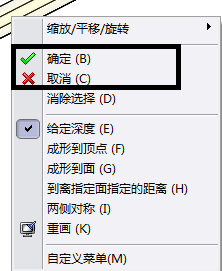 缩放/平移/旋转
确定 (B)
取消 (C)
消除选择 (D)
给定深度 (E)
成形到顶点 (F)
成形到面 (G)
到离指定面指定的距离 (H)
两侧对称 (I)
重画 (K)
自定义菜单(M)